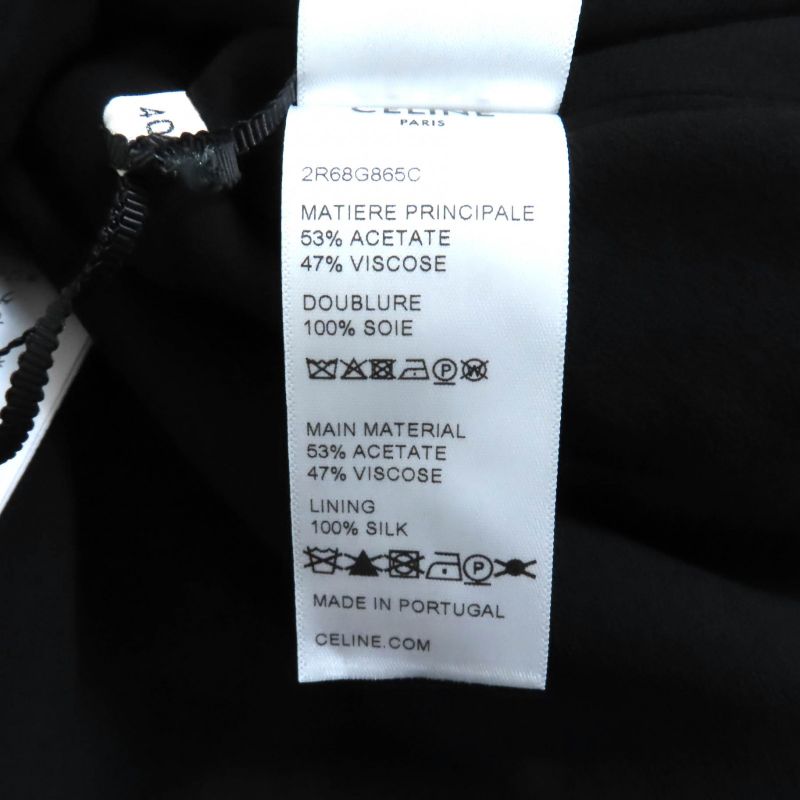 40
CELINE
PARIS
2R68G865C
MATIERE PRINCIPALE
53% ACETATE
47% VISCOSE
DOUBLURE
100% SOIE
P W
MAIN MATERIAL
53% ACETATE
47% VISCOSE
LINING
100% SILK
P
MADE IN PORTUGAL
CELINE.COM